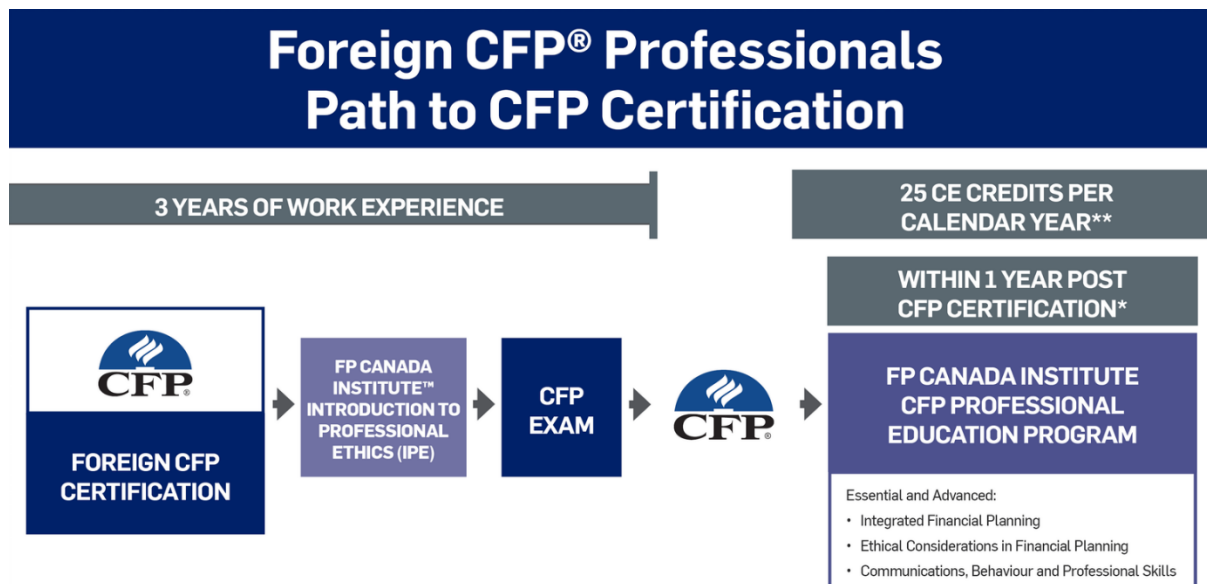 Foreign CFP® Professionals
Path to CFP Certification
3 YEARS OF WORK EXPERIENCE
25 CE CREDITS PER
CALENDAR YEAR**
WITHIN 1 YEAR POST
CFP CERTIFICATION*
CFP®
FOREIGN CFP
CERTIFICATION
FP CANADA
INSTITUTE™
INTRODUCTION TO
PROFESSIONAL
ETHICS (IPE)
CFP
EXAM
CFP®
FP CANADA INSTITUTE
CFP PROFESSIONAL
EDUCATION PROGRAM
Essential and Advanced:
• Integrated Financial Planning
• Ethical Considerations in Financial Planning
• Communications, Behaviour and Professional Skills